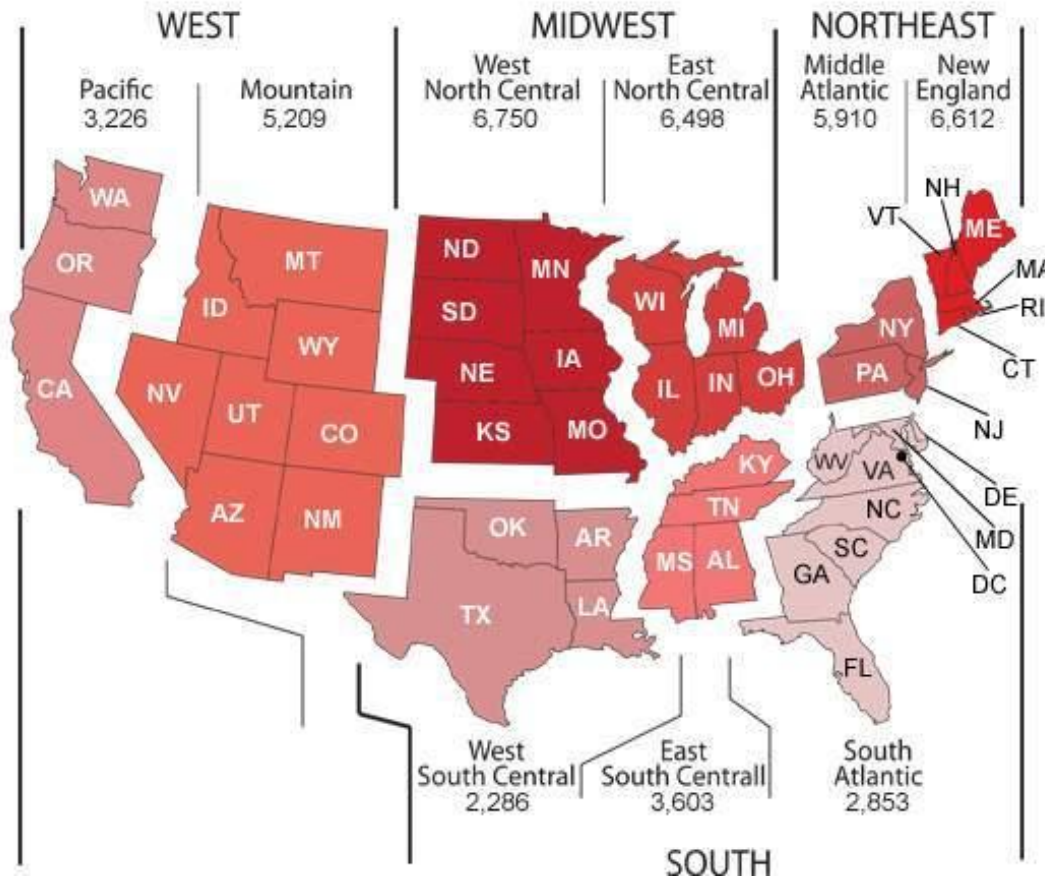 WEST
MIDWEST
NORTHEAST
Pacific
3,226
Mountain
5,209
West
North Central
6,750
East
North Central
6,498
Middle
Atlantic
5,910
New
England
6,612
WA
OR
CA
MT
ID
WY
NV
UT
CO
AZ
NM
ND
MN
SD
NE
IA
KS
MO
WI
MI
IL
IN
OH
NH
VT
ME
MA
RI
CT
NY
PA
NJ
OK
AR
TX
LA
KY
TN
MS
AL
WV
VA
NC
SC
GA
FL
DE
MD
DC
West
South Central
2,286
East
South Centrall
3,603
South
Atlantic
2,853
SOUTH